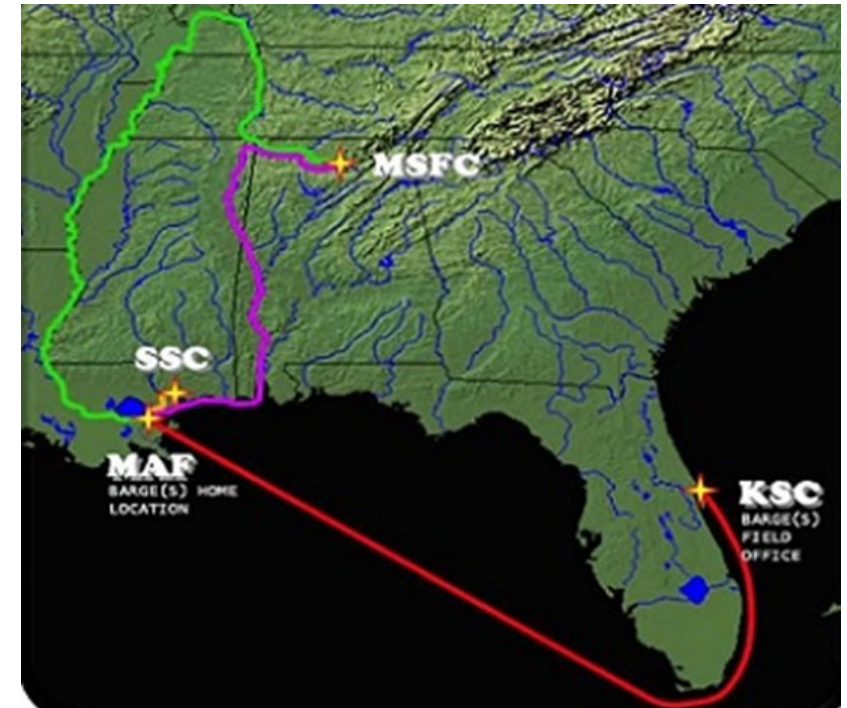 MSFC
SSC
MAF
BARGE(S) HOME
LOCATION
KSC
BARGE(S)
FIELD
OFFICE